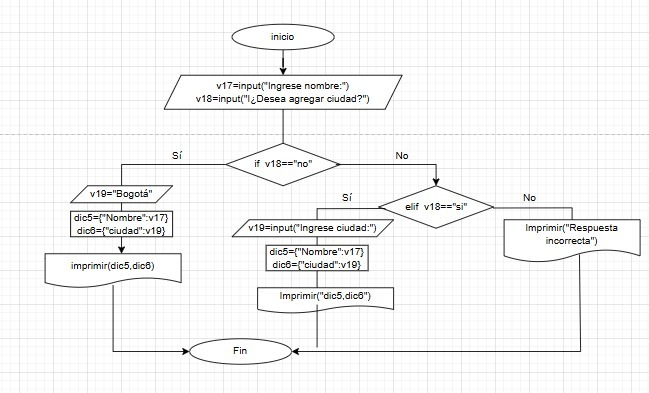 inicio
v17=input("Ingrese nombre:")
v18=input("I¿Desea agregar ciudad?")
if v18=="no"
Sí
No
v19="Bogotá"
dic5={"Nombre":v17}
dic6={"ciudad":v19}
imprimir(dic5,dic6)
elif v18=="si"
Sí
No
v19=input("Ingrese ciudad:")
dic5={"Nombre":v17}
dic6={"ciudad":v19}
Imprimir("dic5,dic6")
Imprimir("Respuesta
incorrecta")
Fin